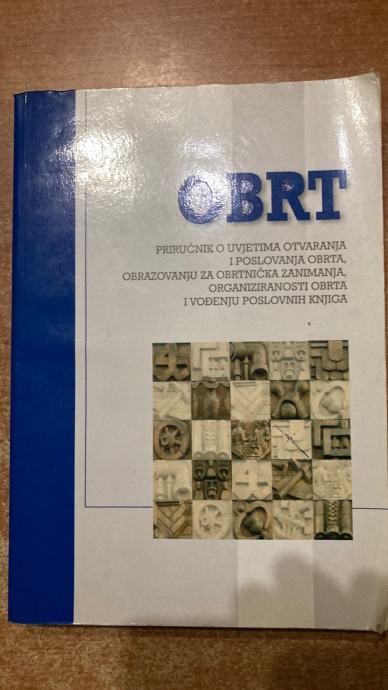 OBRT
PRIRUČNIK O UVJETIMA OTVARANJA
I POSLOVANJA OBRTA,
OBRAZOVANJU ZA OBRTNIČKA ZANIMANJA,
ORGANIZIRANOSTI OBRTA
I VOĐENJU POSLOVNIH KNJIGA